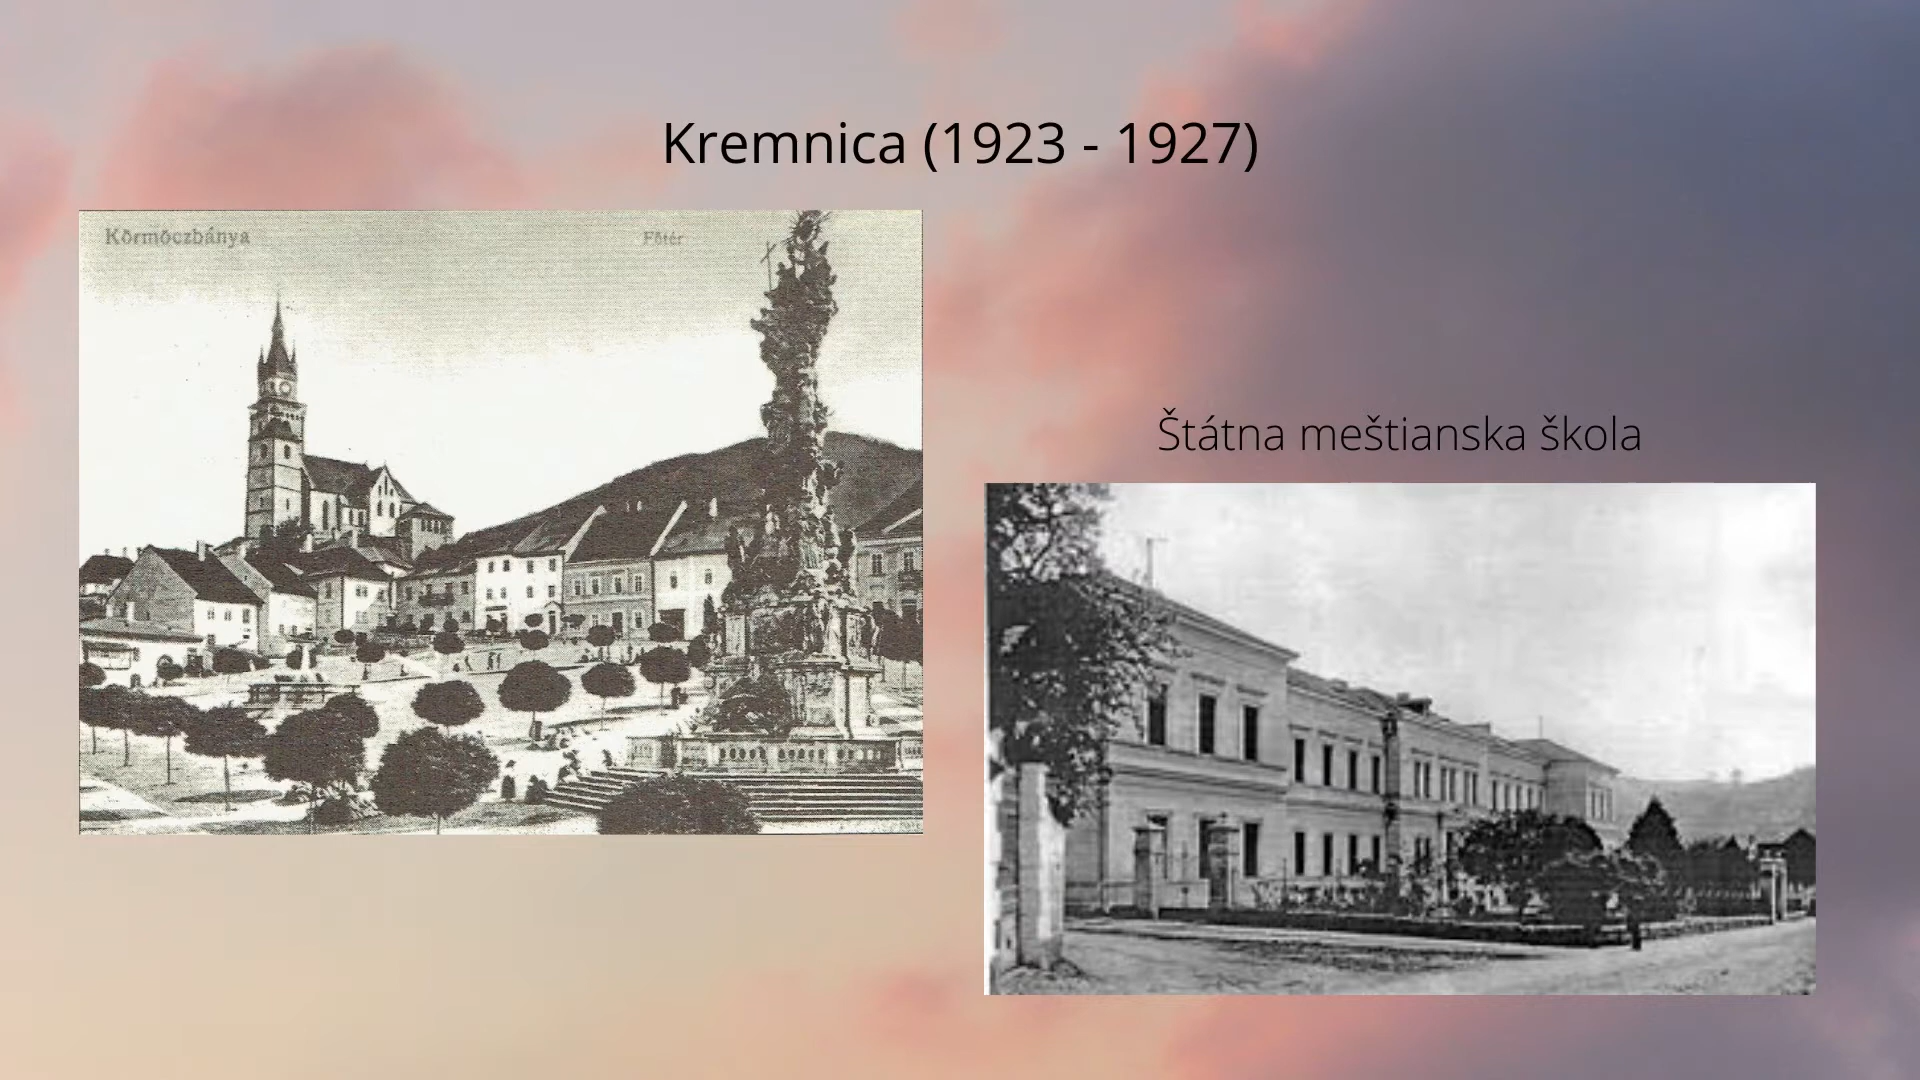 Kremnica (1923 - 1927)
Körmöczbánya
Főtér
Štátna meštianska škola